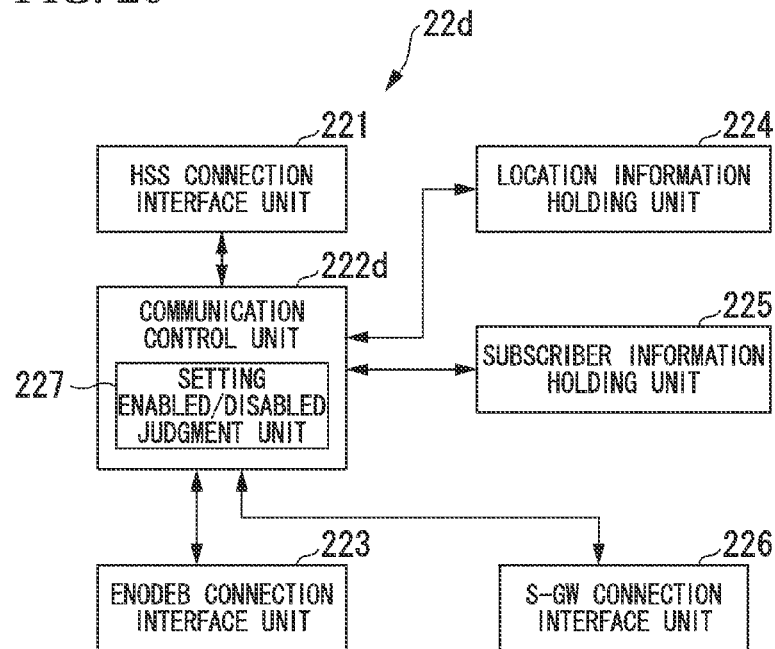 22d
221
HSS CONNECTION
INTERFACE UNIT
224
LOCATION INFORMATION
HOLDING UNIT
222d
COMMUNICATION
CONTROL UNIT
227
SETTING
ENABLED/DISABLED
JUDGMENT UNIT
225
SUBSCRIBER INFORMATION
HOLDING UNIT
223
ENODEB CONNECTION
INTERFACE UNIT
226
S-GW CONNECTION
INTERFACE UNIT